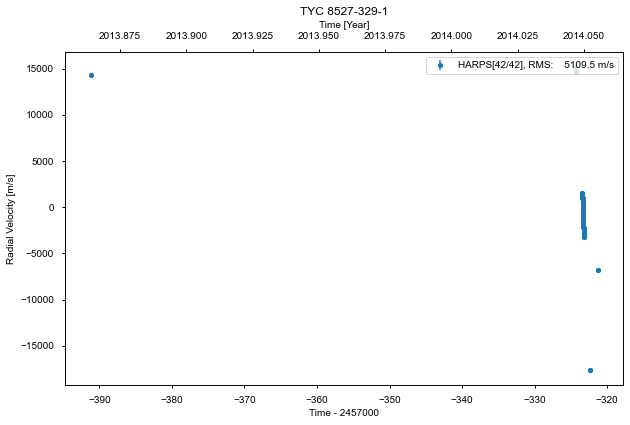 TYC 8527-329-1
Time [Year]
2013.875 2013.900 2013.925 2013.950 2013.975 2014.000 2014.025 2014.050
HARPS[42/42], RMS: 5109.5 m/s
15000
10000
5000
0
−5000
−10000
−15000
Radial Velocity [m/s]
−390 −380 −370 −360 −350 −340 −330 −320
Time - 2457000